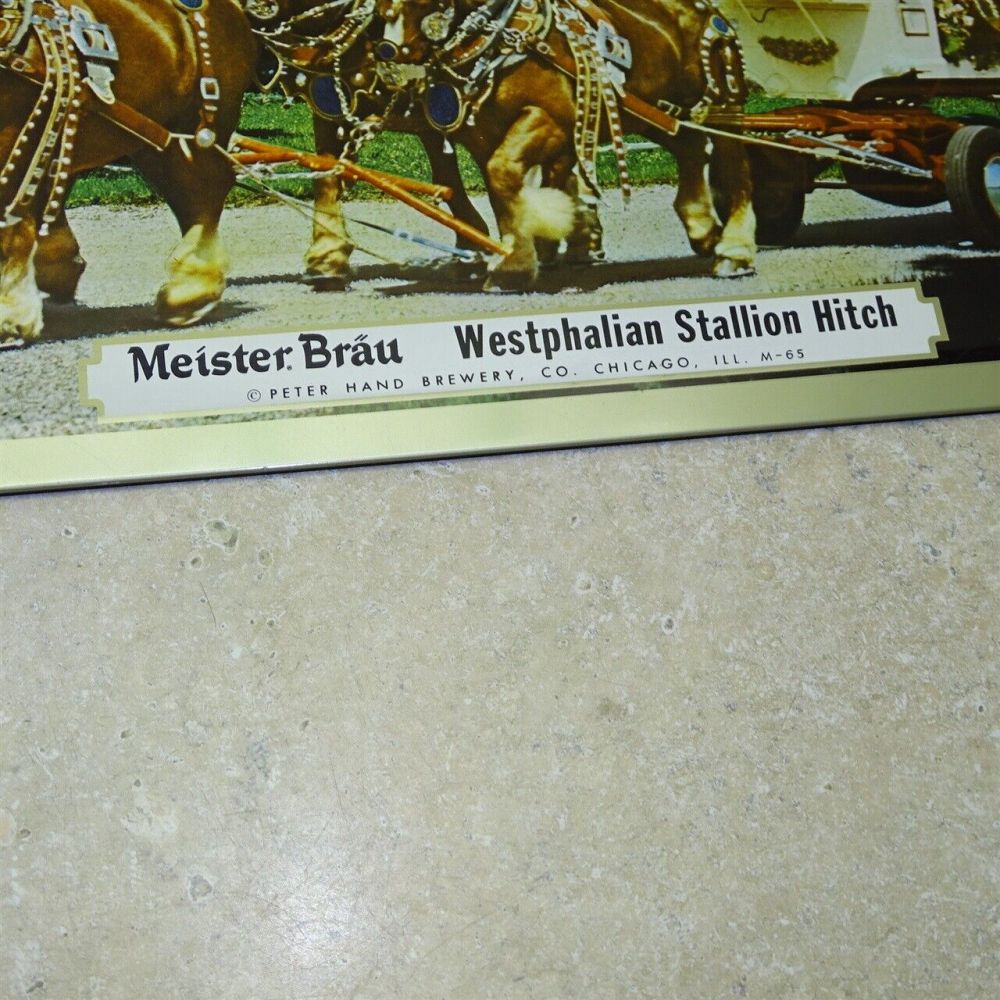 Meister Bräu Westphalian Stallion Hitch
© PETER HAND BREWERY, CO. CHICAGO, ILL. M-65